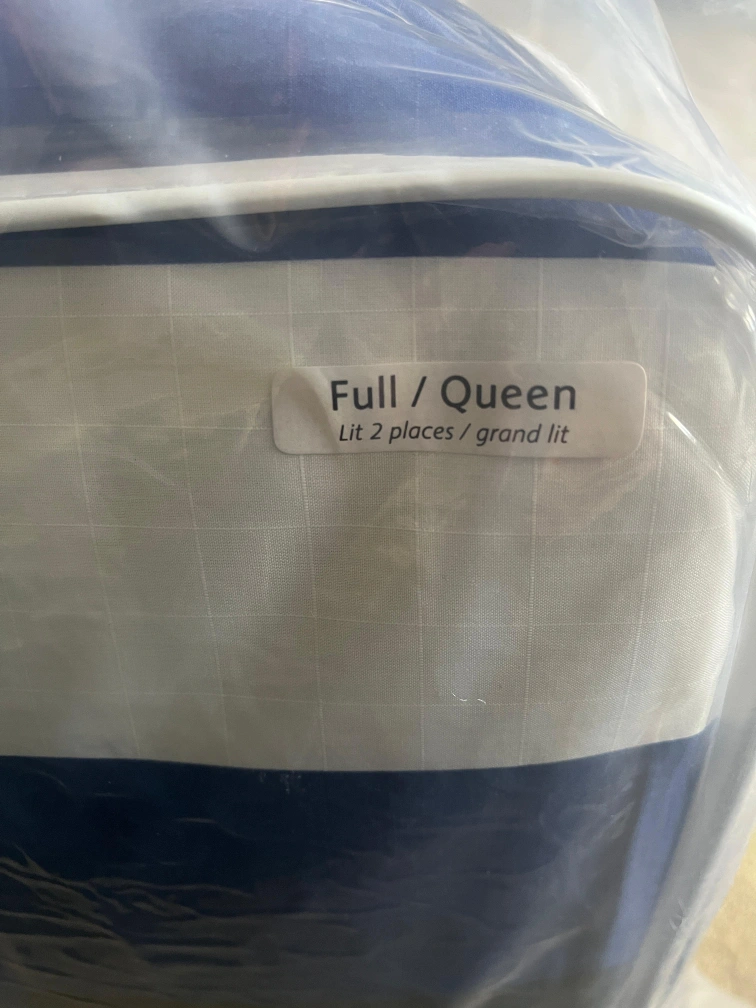 Full / Queen
Lit 2 places / grand lit